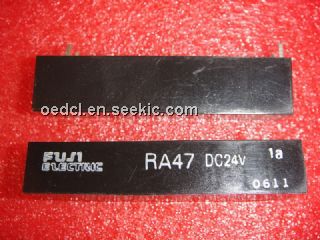 oedcl.en.seekic.com
FUJI
ELECTRIC
RA47 DC24V 1a
0611